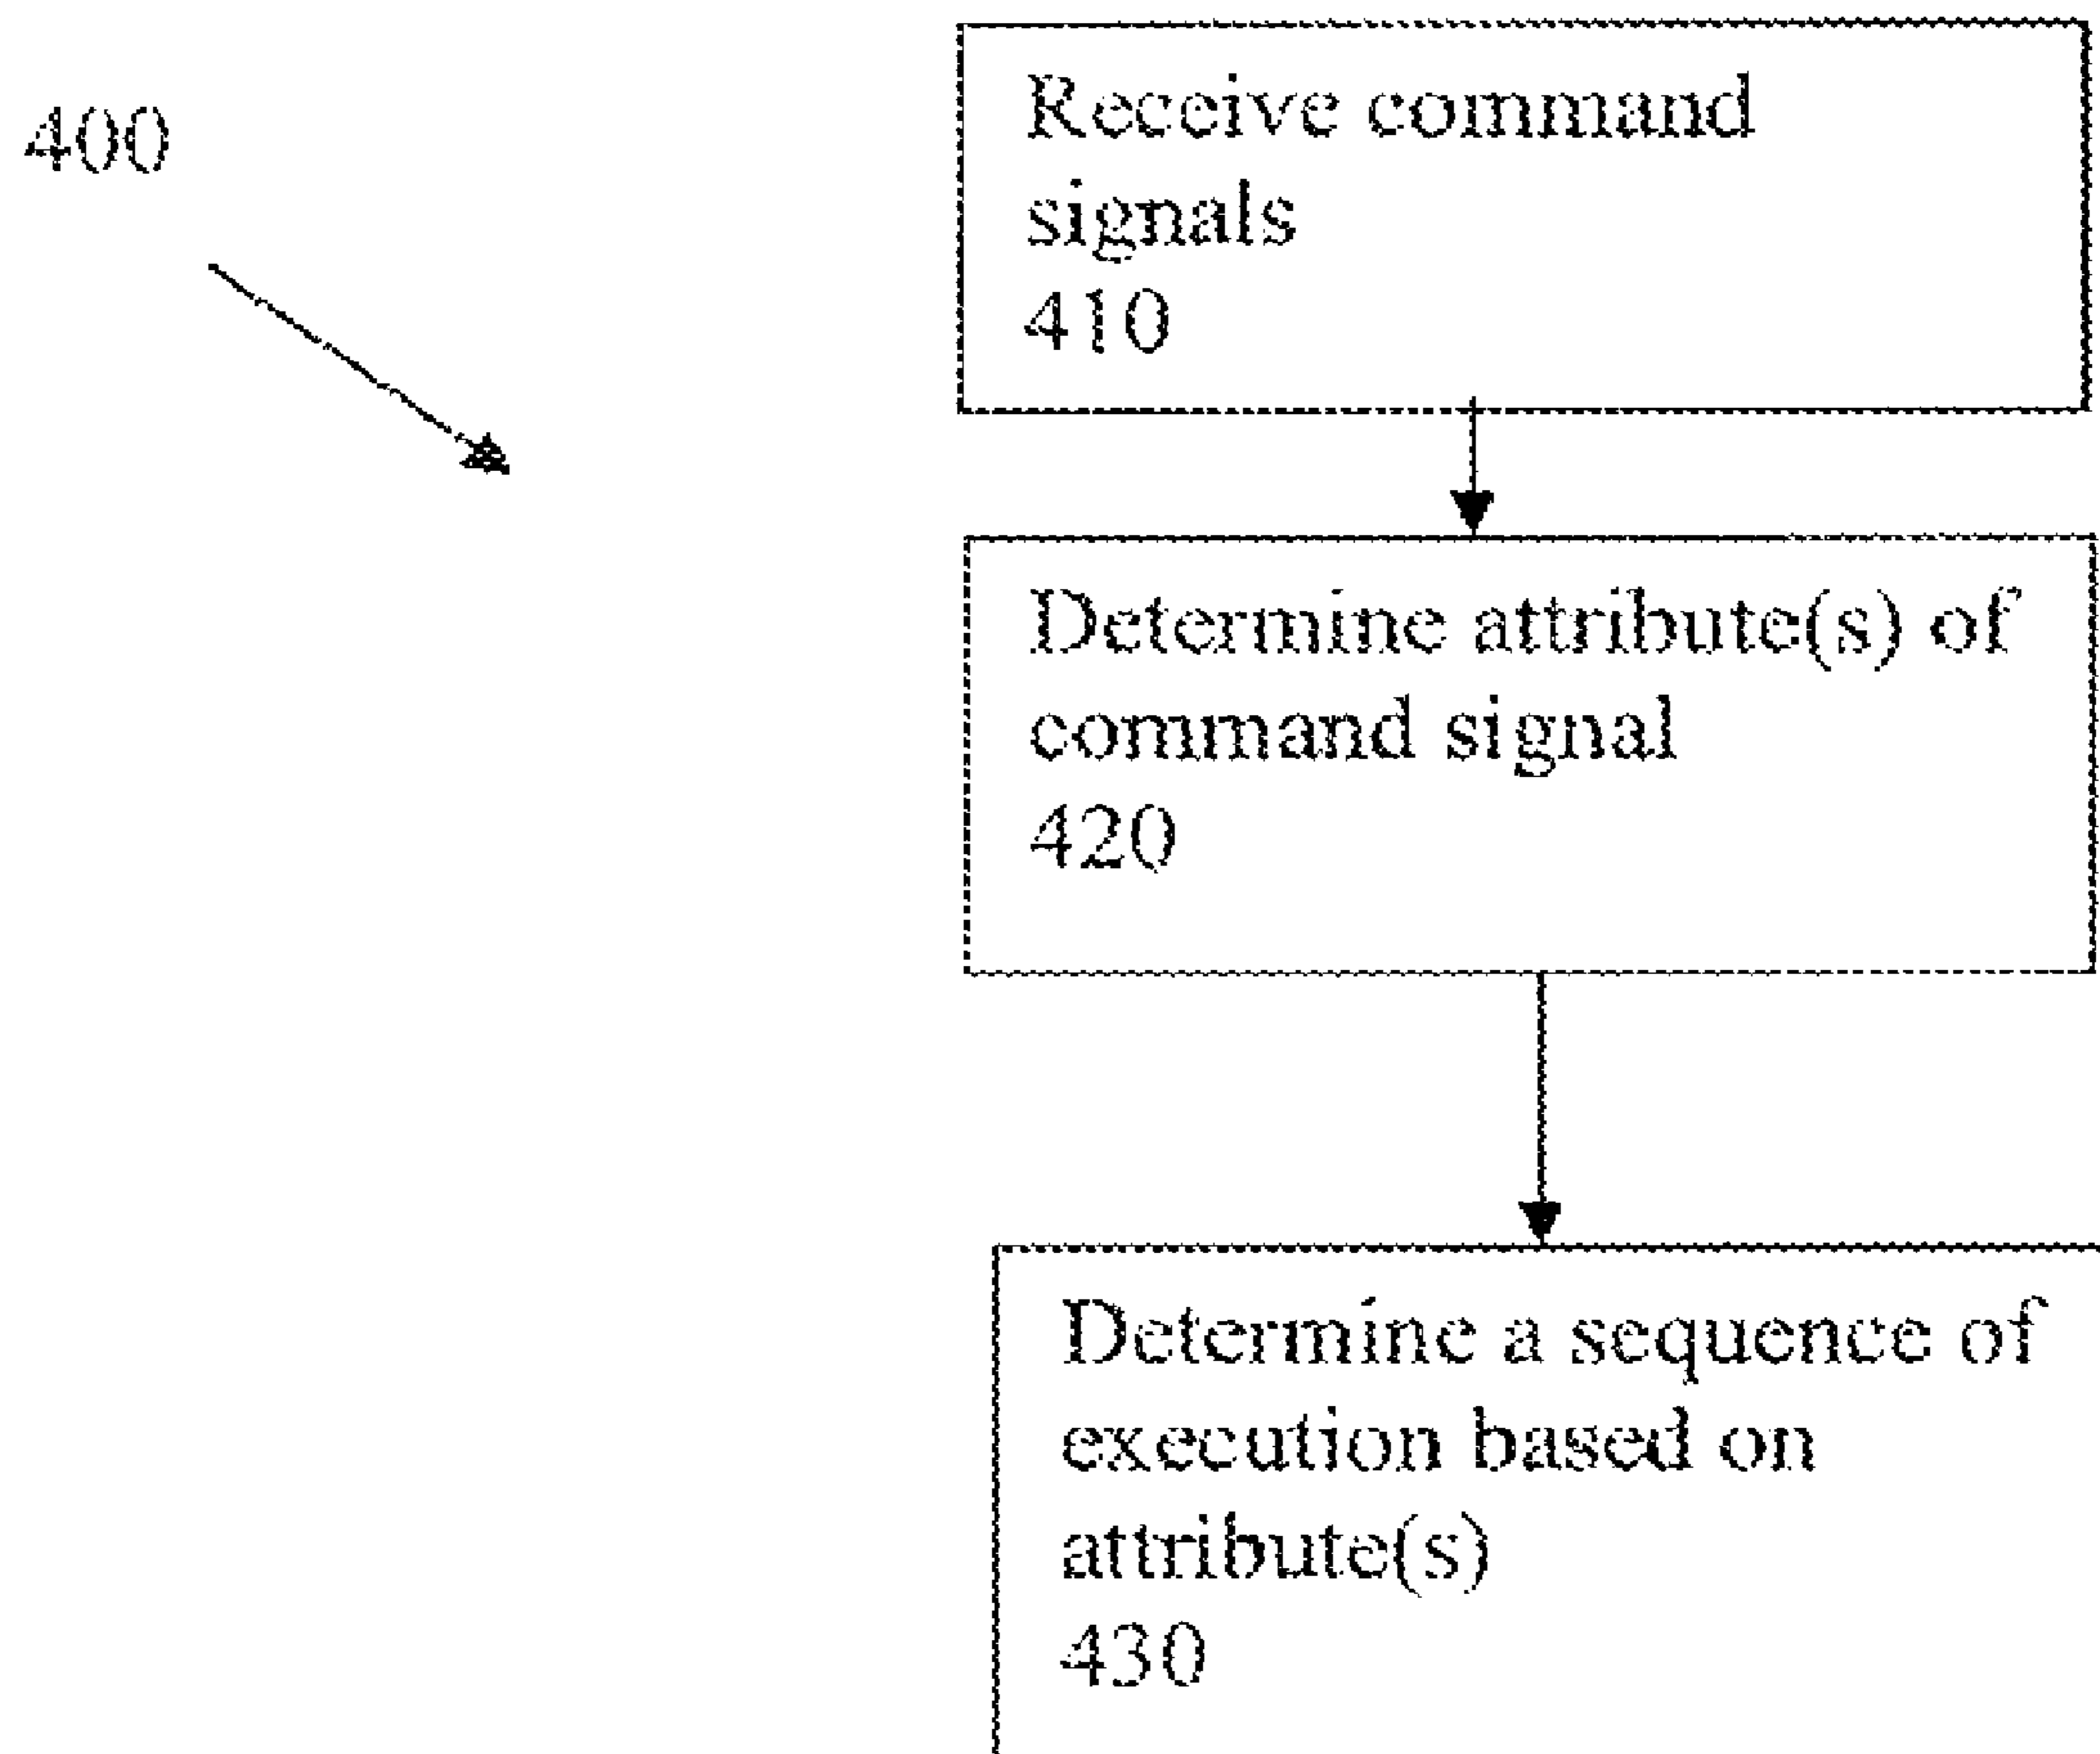 400
Receive command
signals
410
Determine attribute(s) of
command signal
420
Determine a sequence of
execution based on
attribute(s)
430